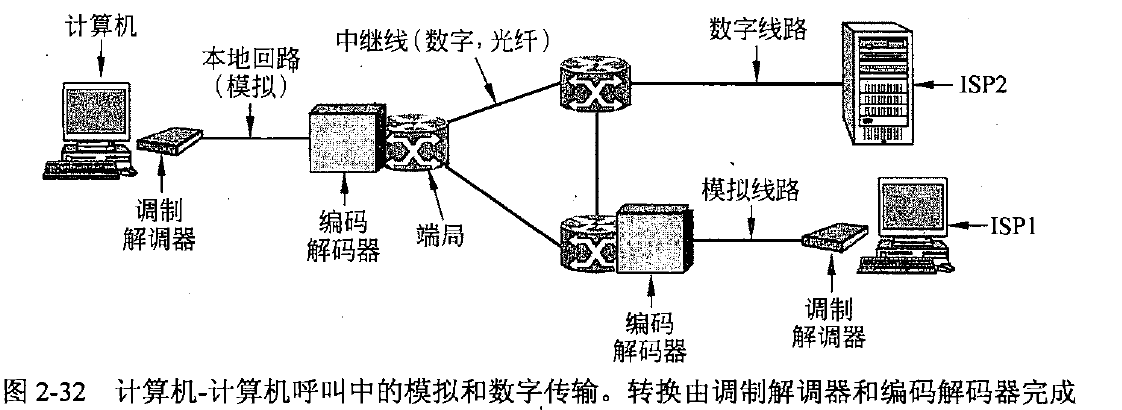 计算机
本地回路
（模拟）
中继线（数字，光纤）
数字线路
ISP2
调制
解调器
编码
解码器
端局
模拟线路
ISP1
编码
解码器
调制
解调器
图 2-32 计算机-计算机呼叫中的模拟和数字传输。转换由调制解调器和编码解码器完成